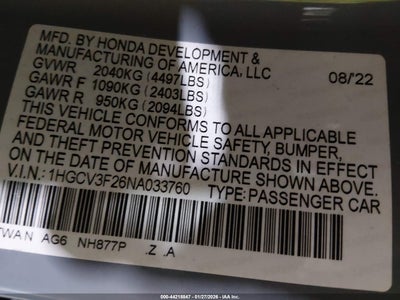 MFD. BY HONDA DEVELOPMENT &
MANUFACTURING OF AMERICA, LLC
GVWR 2040KG (4497LBS) 08/22
GAWR F 1090KG (2403LBS)
GAWR R 950KG (2094LBS)
THIS VEHICLE CONFORMS TO ALL APPLICABLE
FEDERAL MOTOR VEHICLE SAFETY, BUMPER,
AND THEFT PREVENTION STANDARDS IN EFFECT
ON THE DATE OF MANUFACTURE SHOWN ABOVE.
V.I.N.: 1HGCV3F26NA033760 TYPE:PASSENGER CAR
TWAN AG6 NH877P .Z .A
000-44218847 - 01/27/2026 - IAA Inc.